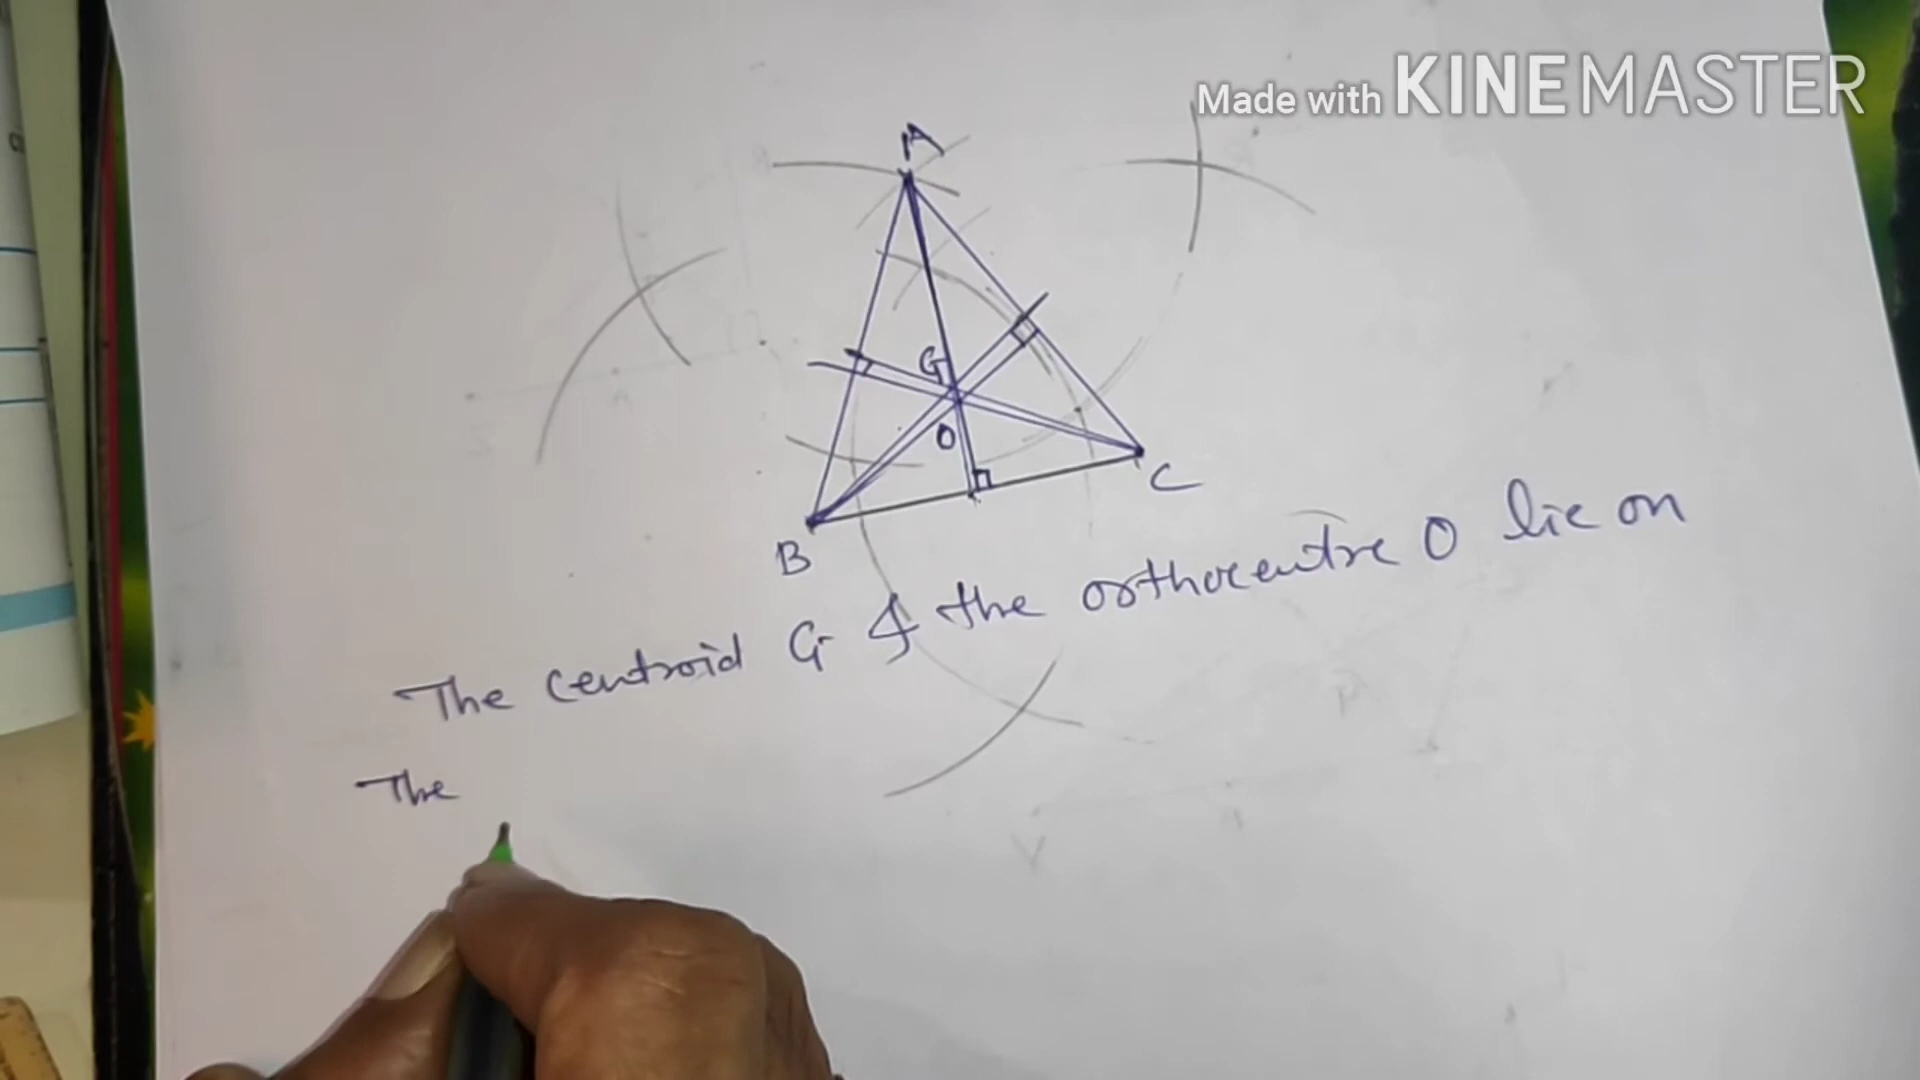 Made with KINEMASTER
A
G
O
C
B
The centroid G & the orthocentre O lie on
The